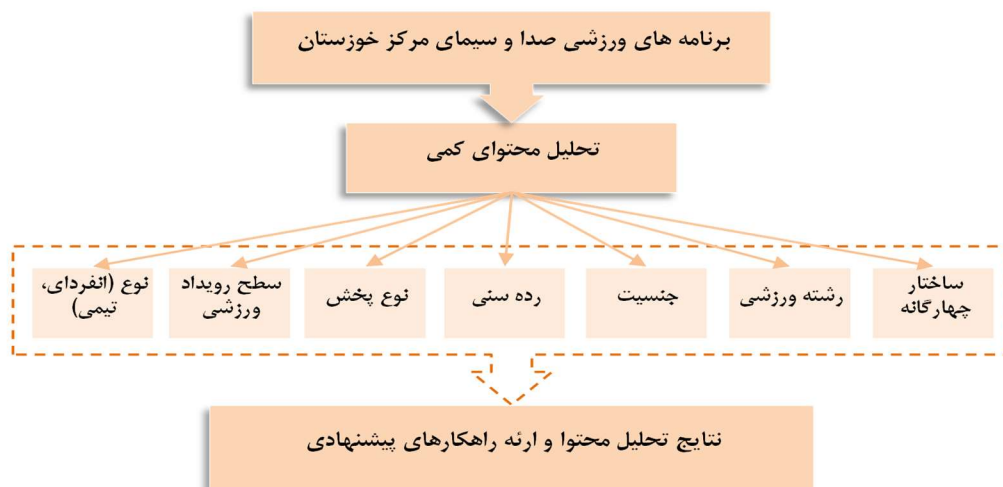 برنامه های ورزشی صدا و سیمای مرکز خوزستان
تحلیل محتوای کمی
ساختار
چهارگانه
رشته ورزشی
جنسیت
رده سنی
نوع پخش
سطح رویداد
ورزشی
نوع (انفردای،
تیمی)
نتایج تحلیل محتوا و ارئه راهکارهای پیشنهادی